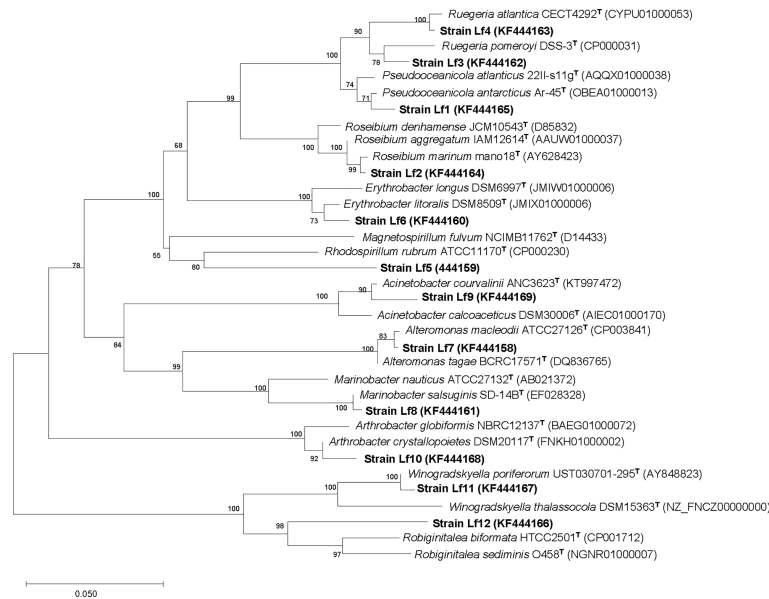 Ruegeria atlantica CECT4292ᵀ (CYPU01000053)
100
Strain Lf4 (KF444163)
90
Ruegeria pomeroyi DSS-3ᵀ (CP000031)
100
78
Strain Lf3 (KF444162)
Pseudooceanicola atlanticus 22II-s11gᵀ (AQQX01000038)
74
Pseudooceanicola antarcticus Ar-45ᵀ (OBEA01000013)
71
99
Strain Lf1 (KF444165)
Roseibium denhamense JCM10543ᵀ (D85832)
100
Roseibium aggregatum IAM12614ᵀ (AAUW01000037)
100
68
Roseibium marinum mano18ᵀ (AY628423)
99
Strain Lf2 (KF444164)
Erythrobacter longus DSM6997ᵀ (JMIW01000006)
100
100
Erythrobacter litoralis DSM8509ᵀ (JMIX01000006)
73
Strain Lf6 (KF444160)
Magnetospirillum fulvum NCIMB11762ᵀ (D14433)
55
Rhodospirillum rubrum ATCC11170ᵀ (CP000230)
78
80
Strain Lf5 (444159)
Acinetobacter courvalinii ANC3623ᵀ (KT997472)
90
100
Strain Lf9 (KF444169)
Acinetobacter calcoaceticus DSM30006ᵀ (AIEC01000170)
Alteromonas macleodii ATCC27126ᵀ (CP003841)
83
84
Strain Lf7 (KF444158)
100
99
Alteromonas tagae BCRC17571ᵀ (DQ836765)
Marinobacter nauticus ATCC27132ᵀ (AB021372)
100
Marinobacter salsuginis SD-14Bᵀ (EF028328)
100
Strain Lf8 (KF444161)
Arthrobacter globiformis NBRC12137ᵀ (BAEG01000072)
100
Arthrobacter crystallopoietes DSM20117ᵀ (FNKH01000002)
92
Strain Lf10 (KF444168)
Winogradskyella poriferorum UST030701-295ᵀ (AY848823)
100
100
Strain Lf11 (KF444167)
Winogradskyella thalassocola DSM15363ᵀ (NZ_FNCZ00000000)
100
Strain Lf12 (KF444166)
98
Robiginitalea biformata HTCC2501ᵀ (CP001712)
97
Robiginitalea sediminis O458ᵀ (NGNR01000007)
0.050